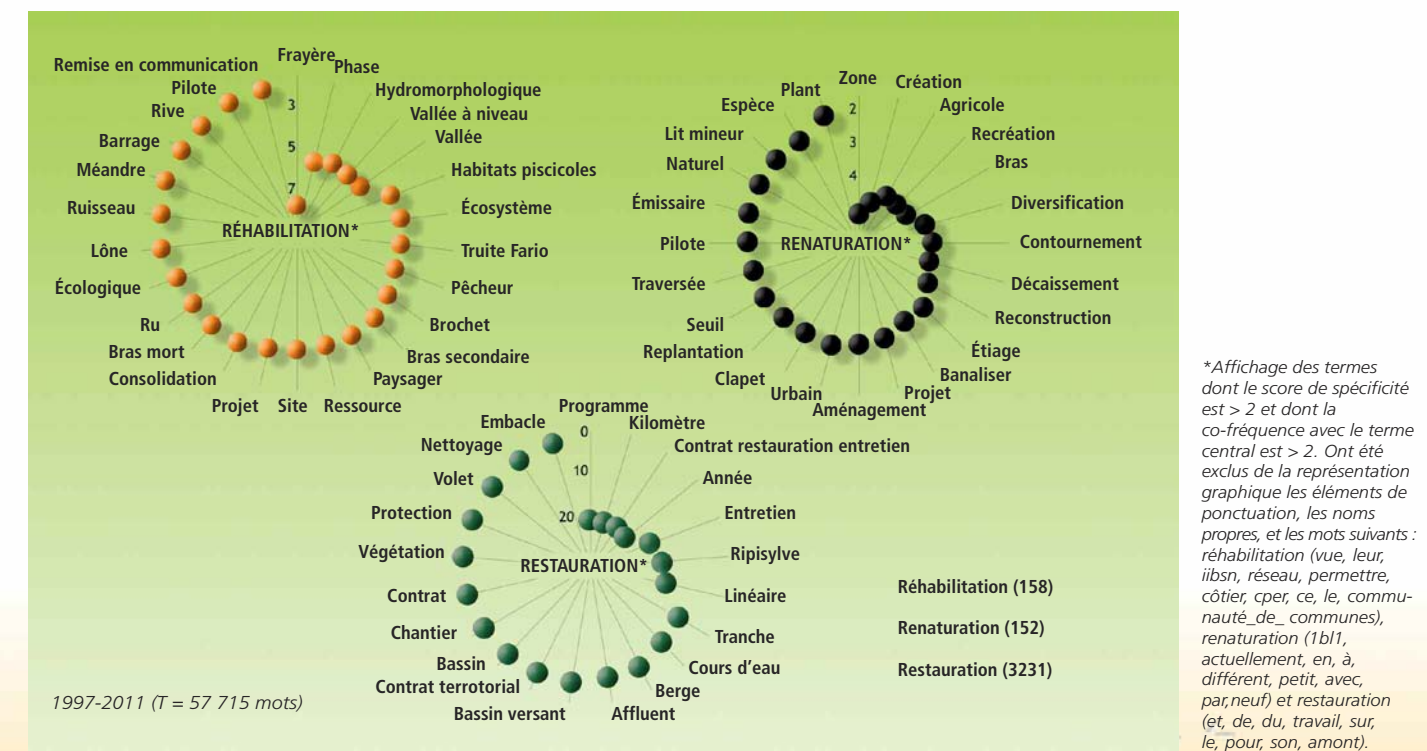 Frayère
Phase
Hydromorphologique
Vallée à niveau
Vallée
Habitats piscicoles
Écosystème
Truite Fario
Pêcheur
Brochet
Bras secondaire
Paysager
Ressource
Site
Projet
Consolidation
Bras mort
Ru
Écologique
Lône
Ruisseau
Méandre
Barrage
Rive
Pilote
Remise en communication
3
5
7
RÉHABILITATION*
Zone
Création
Agricole
Recréation
Bras
Diversification
Contournement
Décaissement
Reconstruction
Étiage
Banaliser
Projet
Aménagement
Urbain
Clapet
Replantation
Seuil
Traversée
Pilote
Émissaire
Naturel
Lit mineur
Espèce
Plant
2
3
4
RENATURATION*
Programme
Kilomètre
Contrat restauration entretien
Année
Entretien
Ripisylve
Linéaire
Tranche
Cours d'eau
Berge
Affluent
Bassin versant
Contrat terrotorial
Bassin
Chantier
Contrat
Végétation
Protection
Volet
Nettoyage
Embacle
0
10
20
RESTAURATION*
Réhabilitation (158)
Renaturation (152)
Restauration (3231)
1997-2011 (T = 57 715 mots)
*Affichage des termes
dont le score de spécificité
est > 2 et dont la
co-fréquence avec le terme
central est > 2. Ont été
exclus de la représentation
graphique les éléments de
ponctuation, les noms
propres, et les mots suivants :
réhabilitation (vue, leur,
iibsn, réseau, permettre,
côtier, cper, ce, le, commu-
nauté_de_ communes),
renaturation (1bl1,
actuellement, en, à,
différent, petit, avec,
par,neuf) et restauration
(et, de, du, travail, sur,
le, pour, son, amont).